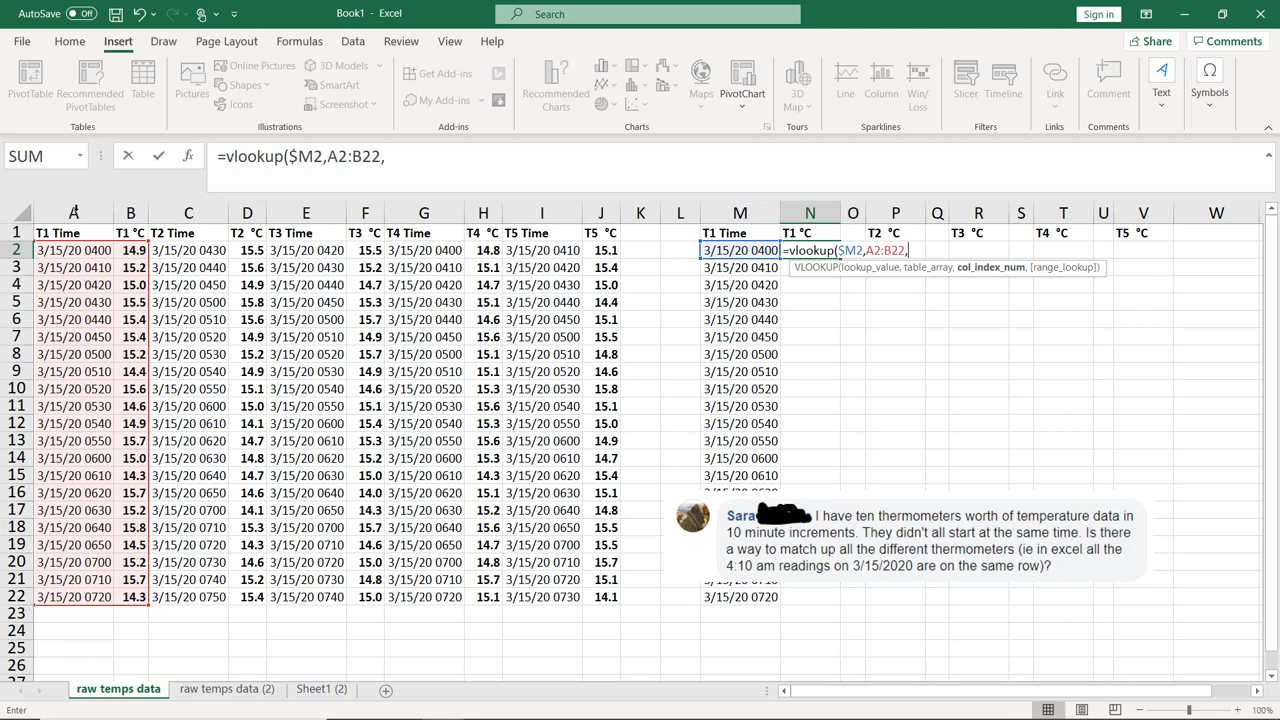 AutoSave Off Book1 - Excel Search Sign in
File Home Insert Draw Page Layout Formulas Data Review View Help Share Comments
PivotTable Recommended PivotTables Table Pictures Online Pictures Shapes Icons 3D Models SmartArt Screenshot Get Add-ins My Add-ins Recommended Charts Maps PivotChart 3D Map Line Column Win/Loss Slicer Timeline Link Comment Text Symbols
Tables Illustrations Add-ins Charts Tours Sparklines Filters Links Comments
SUM fx =vlookup($M2,A2:B22,
A B C D E F G H I J K L M N O P Q R S T U V W
1 T1 Time T1 °C T2 Time T2 °C T3 Time T3 °C T4 Time T4 °C T5 Time T5 °C T1 Time T1 °C T2 °C T3 °C T4 °C T5 °C
2 3/15/20 0400 14.9 3/15/20 0430 15.5 3/15/20 0420 15.5 3/15/20 0400 14.8 3/15/20 0410 15.1 3/15/20 0400 =vlookup($M2,A2:B22,
VLOOKUP(lookup_value, table_array, col_index_num, [range_lookup])
3 3/15/20 0410 15.2 3/15/20 0440 15.6 3/15/20 0430 15.2 3/15/20 0410 15.1 3/15/20 0420 15.4 3/15/20 0410
4 3/15/20 0420 15.0 3/15/20 0450 14.9 3/15/20 0440 14.7 3/15/20 0420 14.7 3/15/20 0430 15.0 3/15/20 0420
5 3/15/20 0430 15.5 3/15/20 0500 15.8 3/15/20 0450 15.3 3/15/20 0430 15.1 3/15/20 0440 14.4 3/15/20 0430
6 3/15/20 0440 15.4 3/15/20 0510 15.6 3/15/20 0500 15.7 3/15/20 0440 14.6 3/15/20 0450 15.1 3/15/20 0440
7 3/15/20 0450 15.4 3/15/20 0520 14.9 3/15/20 0510 14.9 3/15/20 0450 15.6 3/15/20 0500 15.5 3/15/20 0450
8 3/15/20 0500 15.2 3/15/20 0530 15.2 3/15/20 0520 15.7 3/15/20 0500 15.1 3/15/20 0510 14.8 3/15/20 0500
9 3/15/20 0510 14.4 3/15/20 0540 14.9 3/15/20 0530 14.9 3/15/20 0510 15.1 3/15/20 0520 14.6 3/15/20 0510
10 3/15/20 0520 15.6 3/15/20 0550 15.1 3/15/20 0540 14.6 3/15/20 0520 15.3 3/15/20 0530 15.8 3/15/20 0520
11 3/15/20 0530 14.6 3/15/20 0600 15.0 3/15/20 0550 15.1 3/15/20 0530 15.6 3/15/20 0540 15.1 3/15/20 0530
12 3/15/20 0540 14.9 3/15/20 0610 14.1 3/15/20 0600 15.4 3/15/20 0540 15.3 3/15/20 0550 15.0 3/15/20 0540
13 3/15/20 0550 15.7 3/15/20 0620 14.7 3/15/20 0610 15.3 3/15/20 0550 15.6 3/15/20 0600 14.9 3/15/20 0550
14 3/15/20 0600 15.0 3/15/20 0630 14.8 3/15/20 0620 15.2 3/15/20 0600 15.3 3/15/20 0610 14.7 3/15/20 0600
15 3/15/20 0610 14.3 3/15/20 0640 14.7 3/15/20 0630 15.0 3/15/20 0610 14.3 3/15/20 0620 15.4 3/15/20 0610
16 3/15/20 0620 15.7 3/15/20 0650 14.6 3/15/20 0640 14.0 3/15/20 0620 15.1 3/15/20 0630 15.1
17 3/15/20 0630 15.2 3/15/20 0700 15.1 3/15/20 0650 14.3 3/15/20 0630 15.2 3/15/20 0640 14.8
18 3/15/20 0640 15.8 3/15/20 0710 15.3 3/15/20 0700 15.7 3/15/20 0640 15.6 3/15/20 0650 15.5
19 3/15/20 0650 14.5 3/15/20 0720 14.3 3/15/20 0710 14.6 3/15/20 0650 14.7 3/15/20 0700 15.5
20 3/15/20 0700 15.2 3/15/20 0730 14.6 3/15/20 0720 15.3 3/15/20 0700 15.0 3/15/20 0710 15.7
21 3/15/20 0710 15.7 3/15/20 0740 15.2 3/15/20 0730 14.8 3/15/20 0710 15.7 3/15/20 0720 15.1 3/15/20 0710
22 3/15/20 0720 14.3 3/15/20 0750 15.4 3/15/20 0740 15.0 3/15/20 0720 15.1 3/15/20 0730 14.1 3/15/20 0720
23
24
25
26
Sara I have ten thermometers worth of temperature data in
10 minute increments. They didn't all start at the same time. Is there
a way to match up all the different thermometers (ie in excel all the
4:10 am readings on 3/15/2020 are on the same row)?
raw temps data raw temps data (2) Sheet1 (2)
Enter 100%